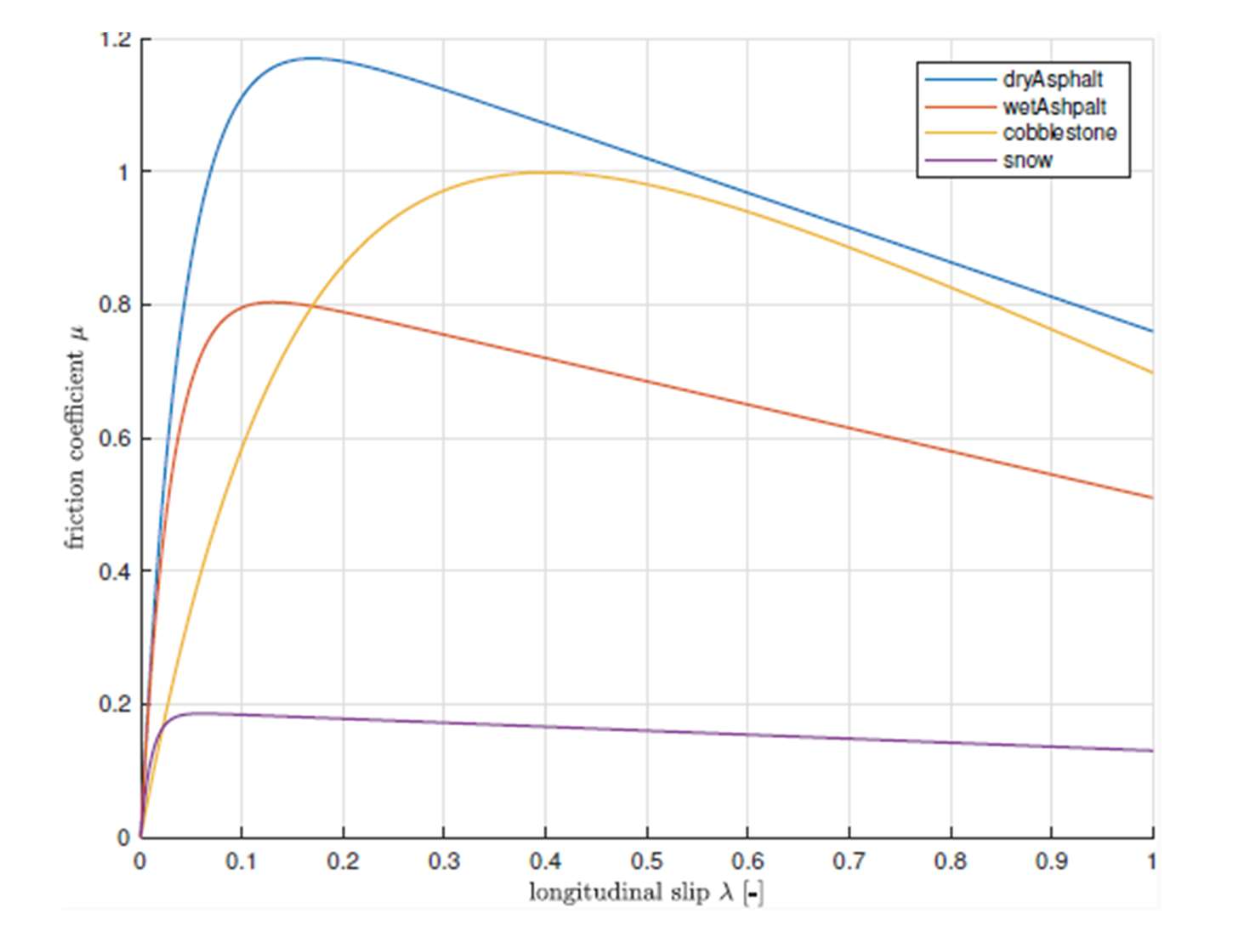 1.2
1
0.8
0.6
0.4
0.2
0
friction coefficient μ
dryAsphalt
wetAshpalt
cobblestone
snow
0 0.1 0.2 0.3 0.4 0.5 0.6 0.7 0.8 0.9 1
longitudinal slip λ [-]